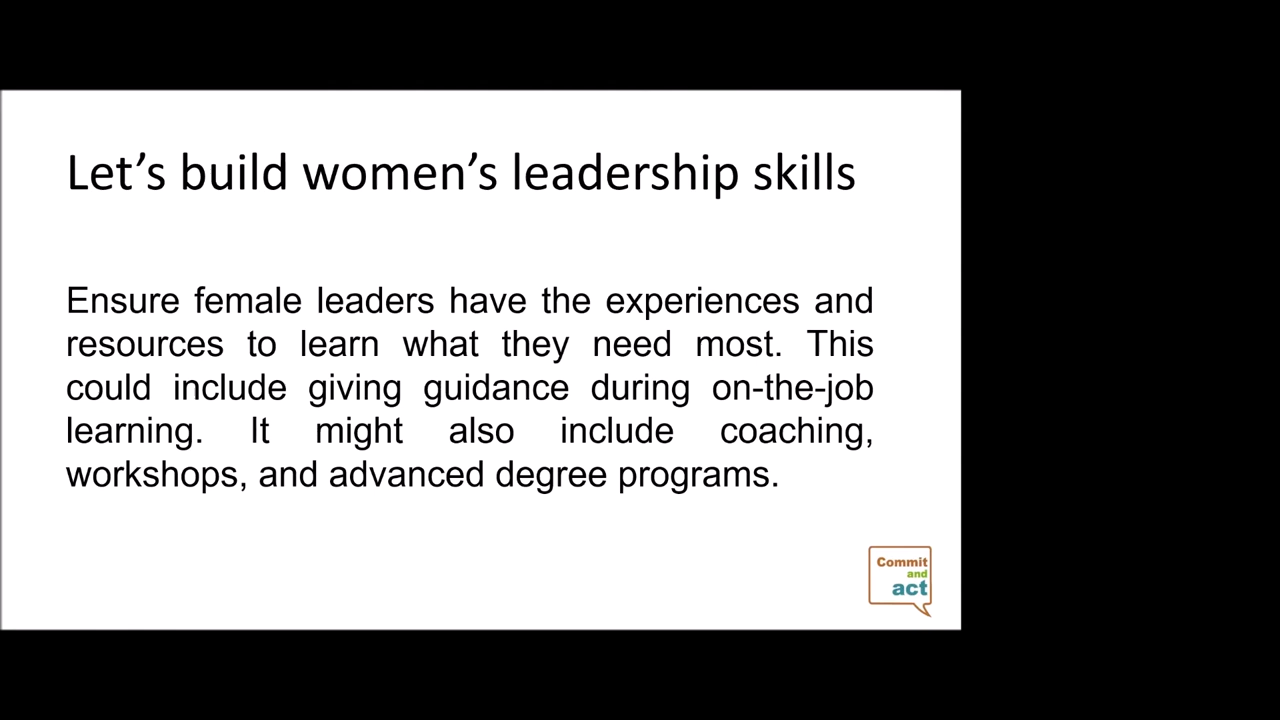 Let’s build women’s leadership skills
Ensure female leaders have the experiences and
resources to learn what they need most. This
could include giving guidance during on-the-job
learning. It might also include coaching,
workshops, and advanced degree programs.
Commit
and
act